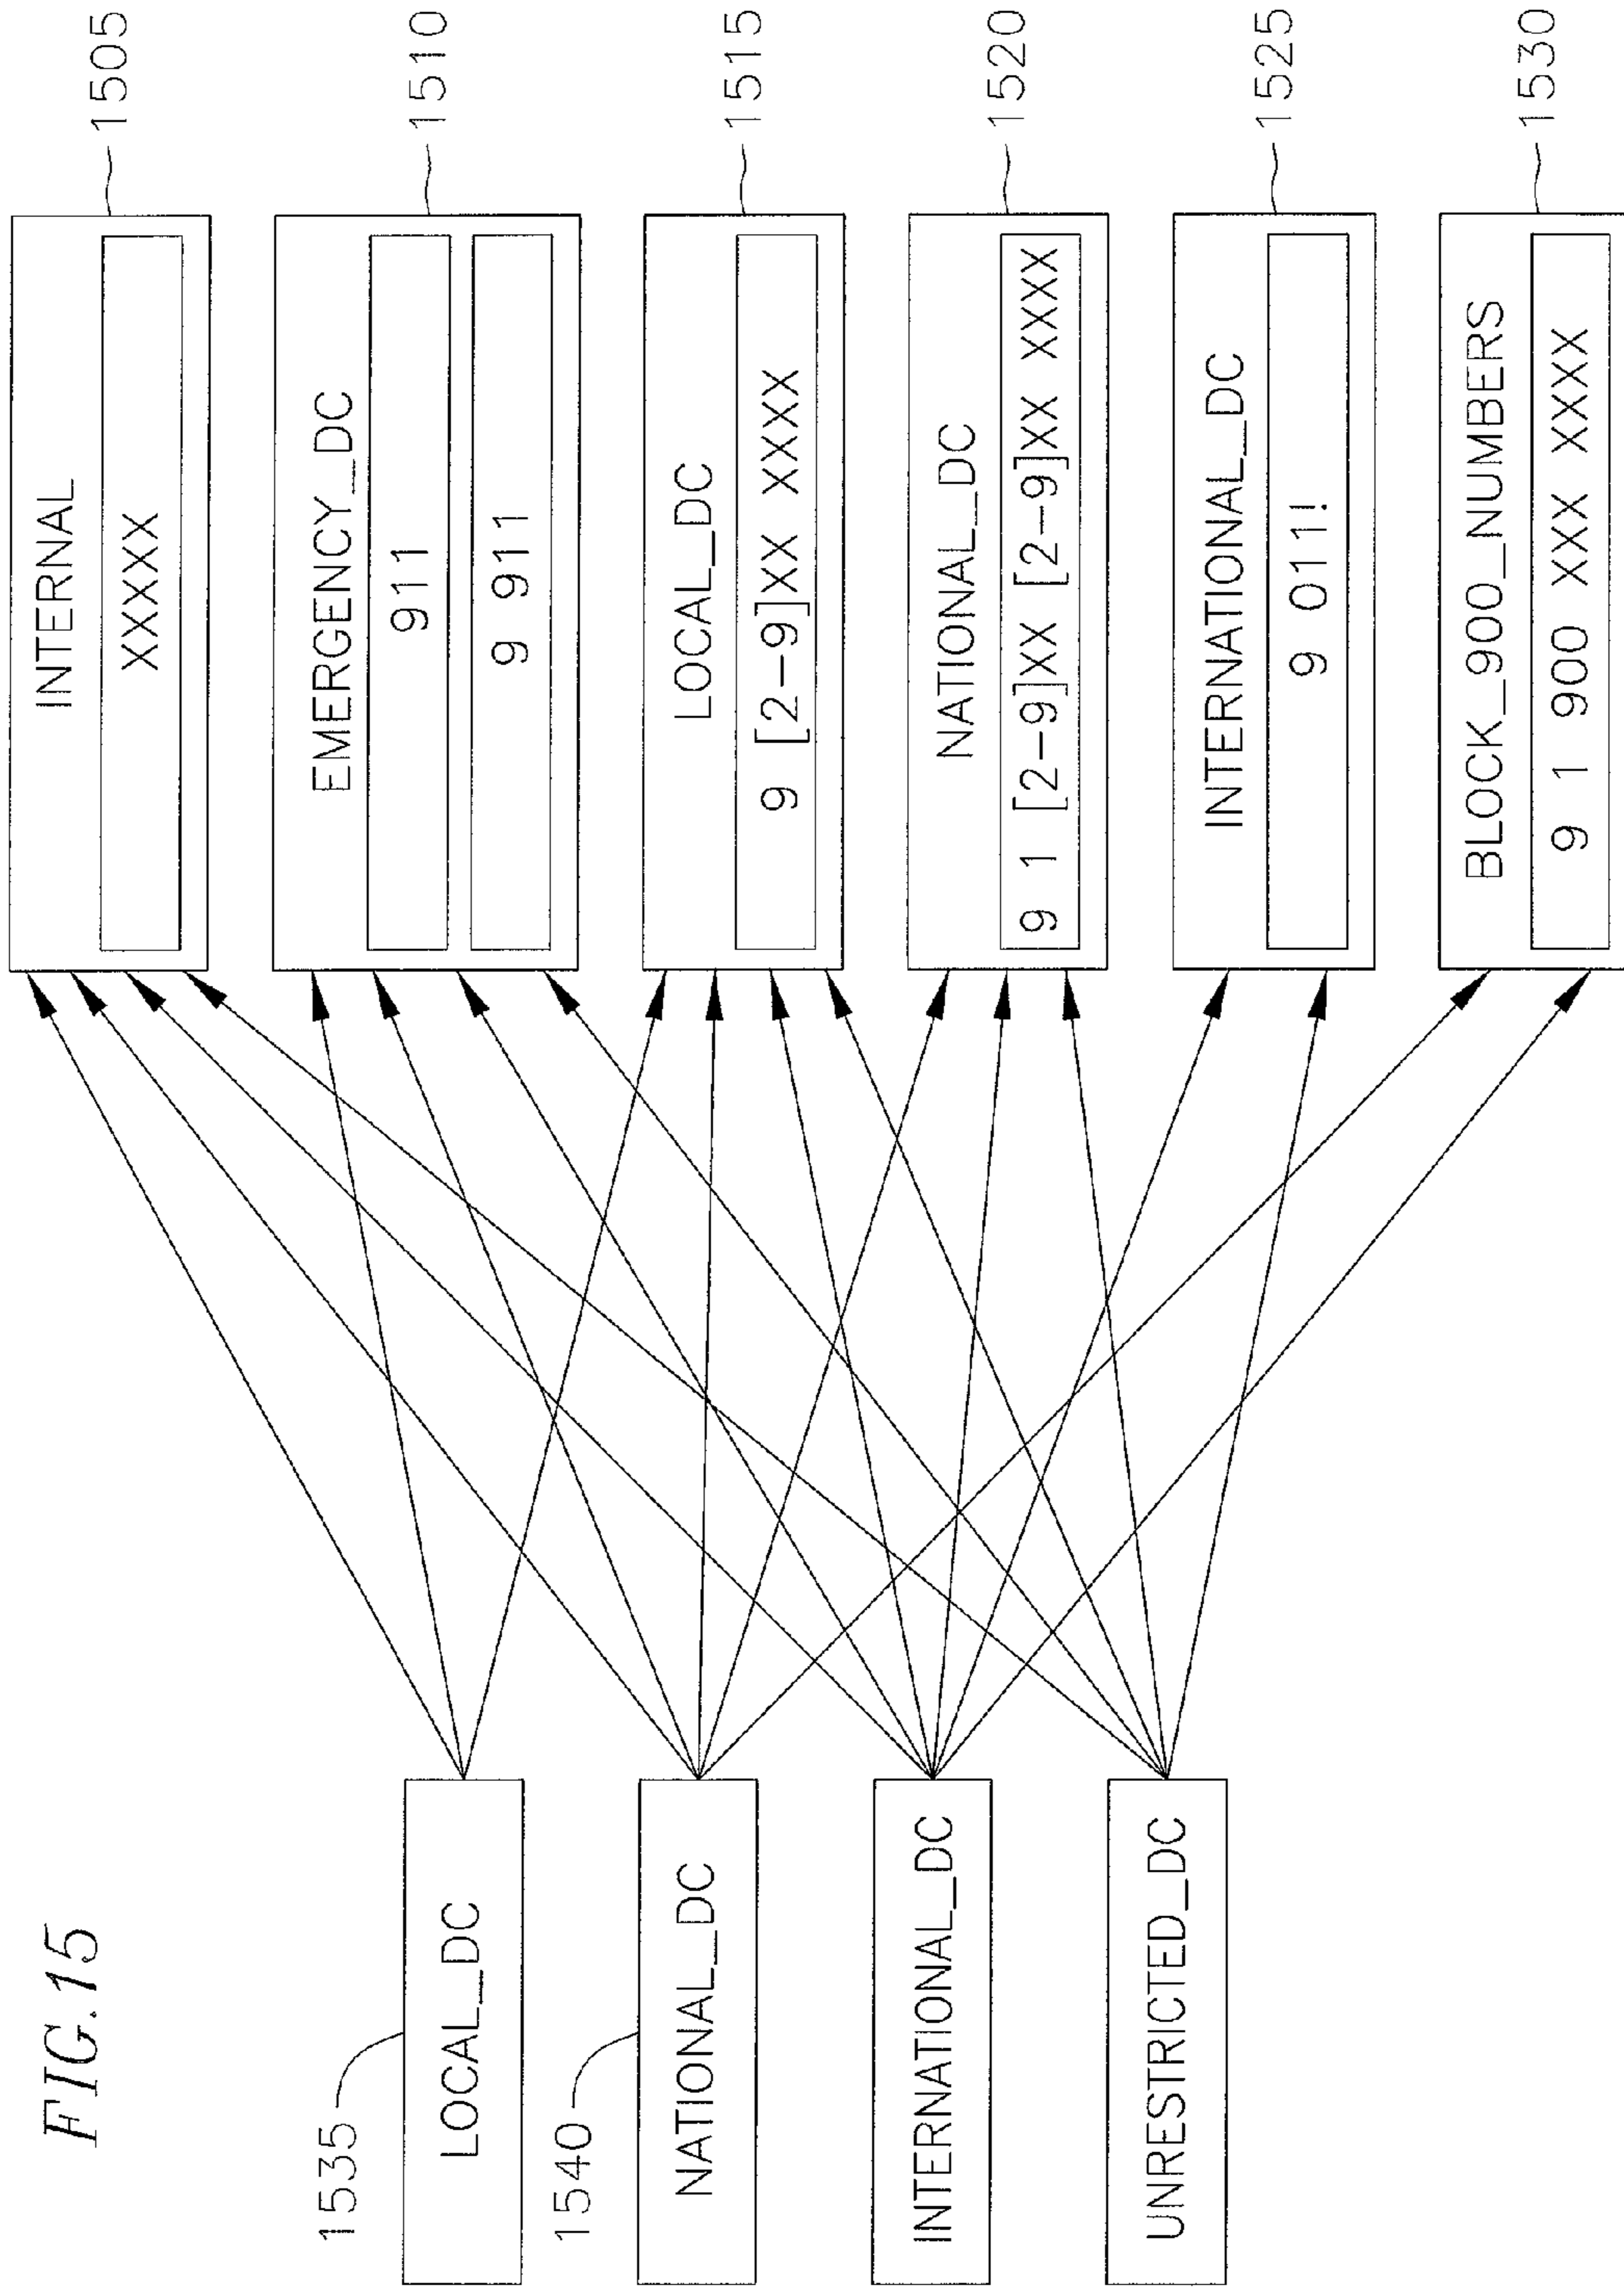 FIG.15
1535
LOCAL_DC
1540
NATIONAL_DC
INTERNATIONAL_DC
UNRESTRICTED_DC
INTERNAL
XXXXX
1505
EMERGENCY_DC
911
9 911
1510
LOCAL_DC
9 [2-9]XX XXXX
1515
NATIONAL_DC
9 1 [2-9]XX [2-9]XX XXXX
1520
INTERNATIONAL_DC
9 011!
1525
BLOCK_900_NUMBERS
9 1 900 XXX XXXX
1530